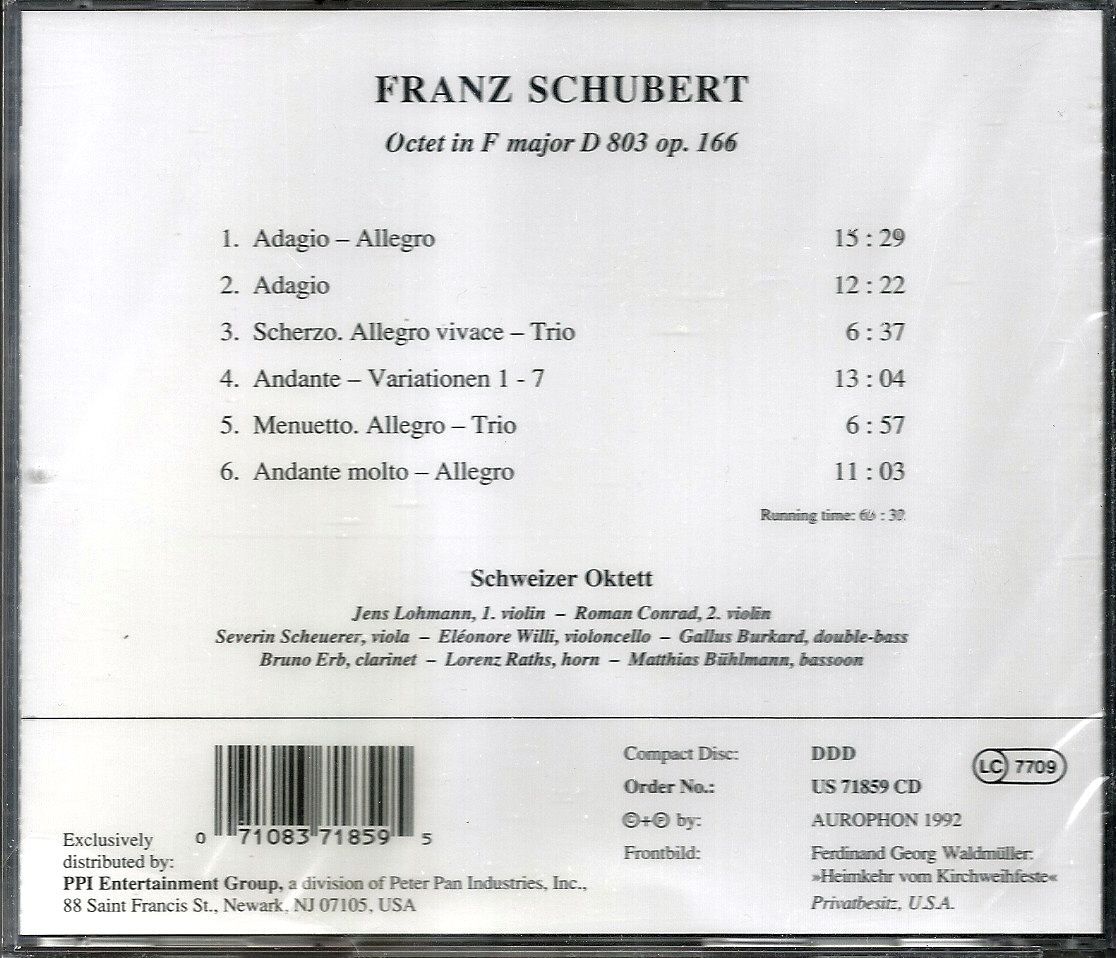 FRANZ SCHUBERT
Octet in F major D 803 op. 166
1. Adagio – Allegro 15 : 29
2. Adagio 12 : 22
3. Scherzo. Allegro vivace – Trio 6 : 37
4. Andante – Variationen 1 - 7 13 : 04
5. Menuetto. Allegro – Trio 6 : 57
6. Andante molto – Allegro 11 : 03
Running time:
Schweizer Oktett
Jens Lohmann, 1. violin – Roman Conrad, 2. violin
Severin Scheuerer, viola – Eléonore Willi, violoncello – Gallus Burkard, double-bass
Bruno Erb, clarinet – Lorenz Raths, horn – Matthias Bühlmann, bassoon
0 71083 71859 5
Exclusively
distributed by:
PPI Entertainment Group, a division of Peter Pan Industries, Inc.,
88 Saint Francis St., Newark, NJ 07105, USA
Compact Disc: DDD
Order No.: US 71859 CD
©+℗ by: AUROPHON 1992
Frontbild: Ferdinand Georg Waldmüller:
»Heimkehr vom Kirchweihfeste«
Privatbesitz, U.S.A.
LC 7709